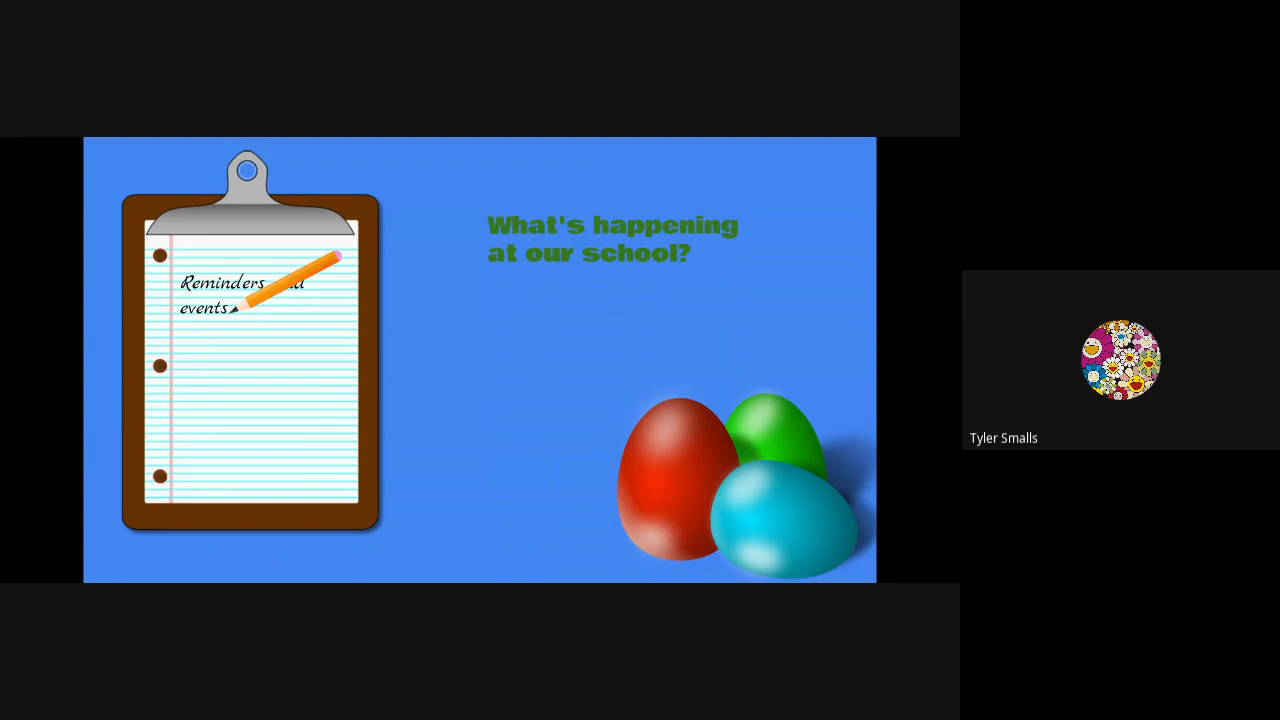 Reminders
events
What's happening
at our school?
Tyler Smalls